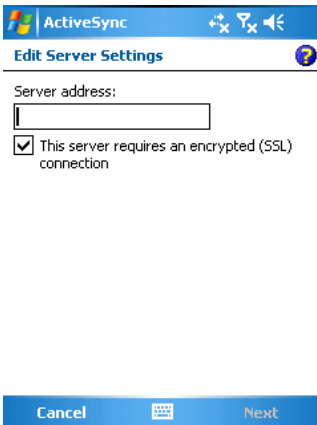 ActiveSync
Edit Server Settings
?
Server address:
This server requires an encrypted (SSL)
connection
Cancel
Next